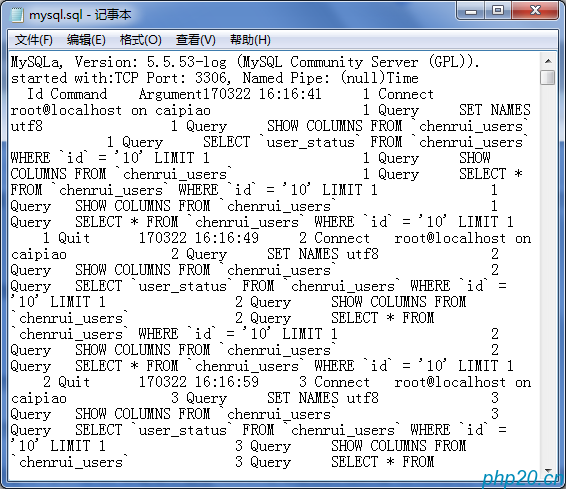 mysql.sql - 记事本
文件(F) 编辑(E) 格式(O) 查看(V) 帮助(H)
MySQLa, Version: 5.5.53-log (MySQL Community Server (GPL)).
started with:TCP Port: 3306, Named Pipe: (null)Time
Id Command Argument170322 16:16:41 1 Connect
root@localhost on caipiao 1 Query SET NAMES
utf8 1 Query SHOW COLUMNS FROM `chenrui_users`
1 Query SELECT `user_status` FROM `chenrui_users`
WHERE `id` = '10' LIMIT 1 1 Query SHOW
COLUMNS FROM `chenrui_users` 1 Query SELECT *
FROM `chenrui_users` WHERE `id` = '10' LIMIT 1 1
Query SHOW COLUMNS FROM `chenrui_users` 1
Query SELECT * FROM `chenrui_users` WHERE `id` = '10' LIMIT 1
1 Quit 170322 16:16:49 2 Connect root@localhost on
caipiao 2 Query SET NAMES utf8 2
Query SHOW COLUMNS FROM `chenrui_users` 2
Query SELECT `user_status` FROM `chenrui_users` WHERE `id` =
'10' LIMIT 1 2 Query SHOW COLUMNS FROM
`chenrui_users` 2 Query SELECT * FROM
`chenrui_users` WHERE `id` = '10' LIMIT 1 2
Query SHOW COLUMNS FROM `chenrui_users` 2
Query SELECT * FROM `chenrui_users` WHERE `id` = '10' LIMIT 1
2 Quit 170322 16:16:59 3 Connect root@localhost on
caipiao 3 Query SET NAMES utf8 3
Query SHOW COLUMNS FROM `chenrui_users` 3
Query SELECT `user_status` FROM `chenrui_users` WHERE `id` =
'10' LIMIT 1 3 Query SHOW COLUMNS FROM
`chenrui_users` 3 Query SELECT * FROM
php20.cn